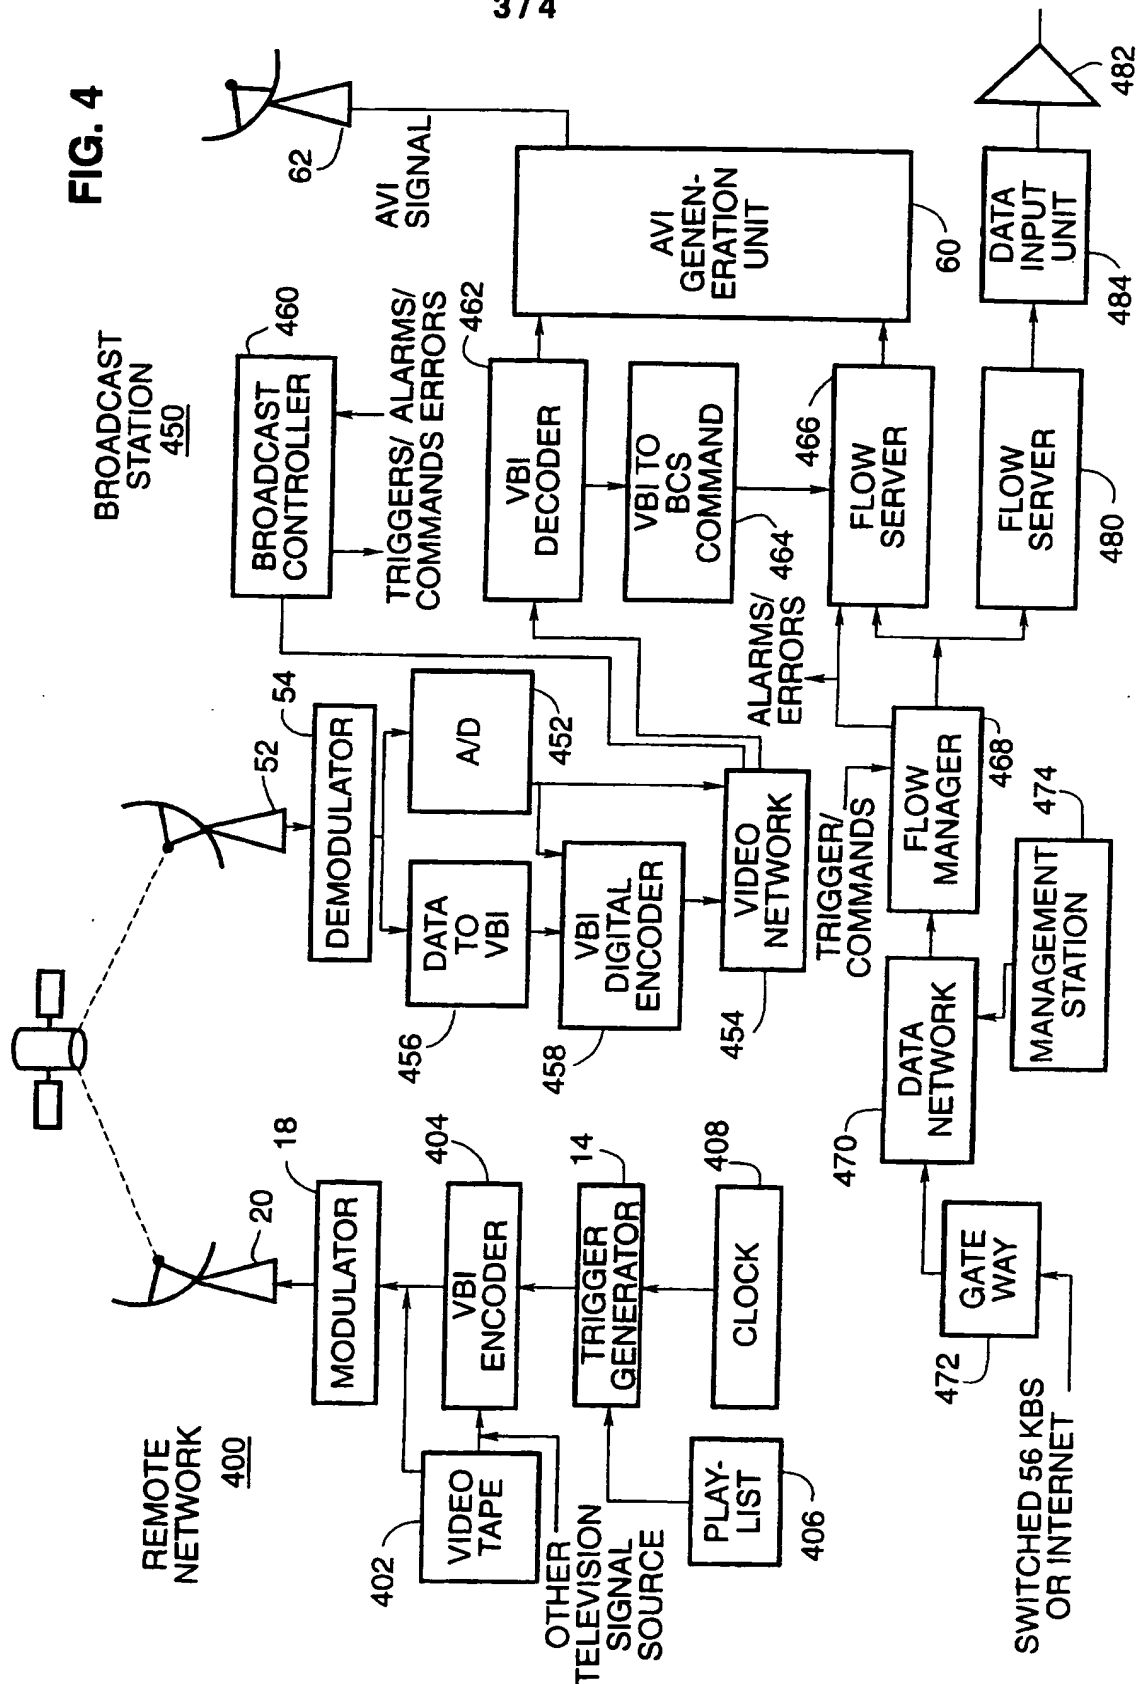 3 / 4
FIG. 4
REMOTE
NETWORK
400
VIDEO
TAPE
402
OTHER
TELEVISION
SIGNAL
SOURCE
PLAY-
LIST
406
MODULATOR
18
20
VBI
ENCODER
404
TRIGGER
GENERATOR
14
CLOCK
408
SWITCHED 56 KBS
OR INTERNET
GATE
WAY
472
BROADCAST
STATION
450
52
DEMODULATOR
54
DATA
TO
VBI
456
A/D
452
VBI
DIGITAL
ENCODER
458
VIDEO
NETWORK
454
TRIGGER/
COMMANDS
ALARMS/
ERRORS
DATA
NETWORK
470
FLOW
MANAGER
468
MANAGEMENT
STATION
474
BROADCAST
CONTROLLER
460
TRIGGERS/ ALARMS/
COMMANDS ERRORS
VBI
DECODER
462
VBI TO
BCS
COMMAND
464
FLOW
SERVER
466
FLOW
SERVER
480
AVI
SIGNAL
62
AVI
GENEN-
ERATION
UNIT
60
DATA
INPUT
UNIT
484
482